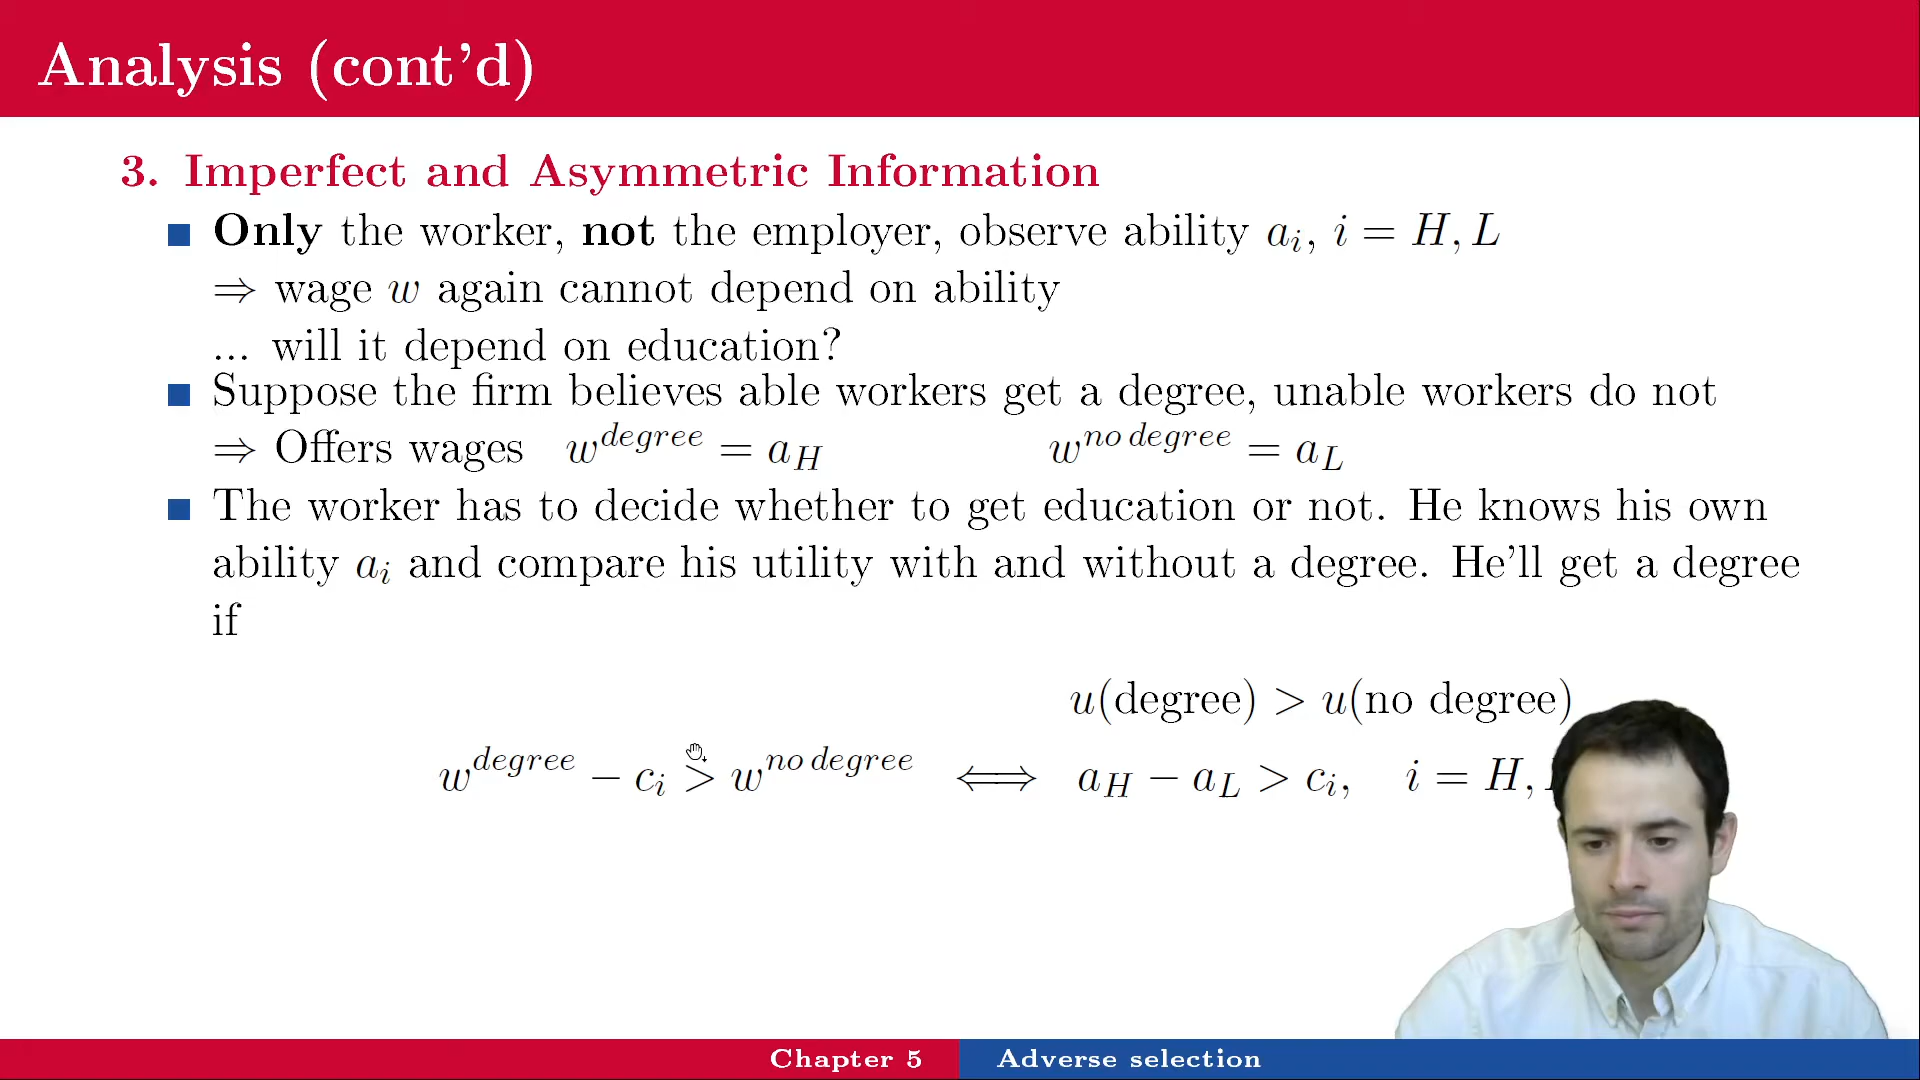 Analysis (cont'd)
3. Imperfect and Asymmetric Information
Only the worker, not the employer, observe ability a_i, i = H, L
⇒ wage w again cannot depend on ability
... will it depend on education?
Suppose the firm believes able workers get a degree, unable workers do not
⇒ Offers wages w^{degree} = a_H w^{no degree} = a_L
The worker has to decide whether to get education or not. He knows his own
ability a_i and compare his utility with and without a degree. He'll get a degree
if
u(degree) > u(no degree)
w^{degree} − c_i > w^{no degree} ⟺ a_H − a_L > c_i, i = H,
Chapter 5 Adverse selection